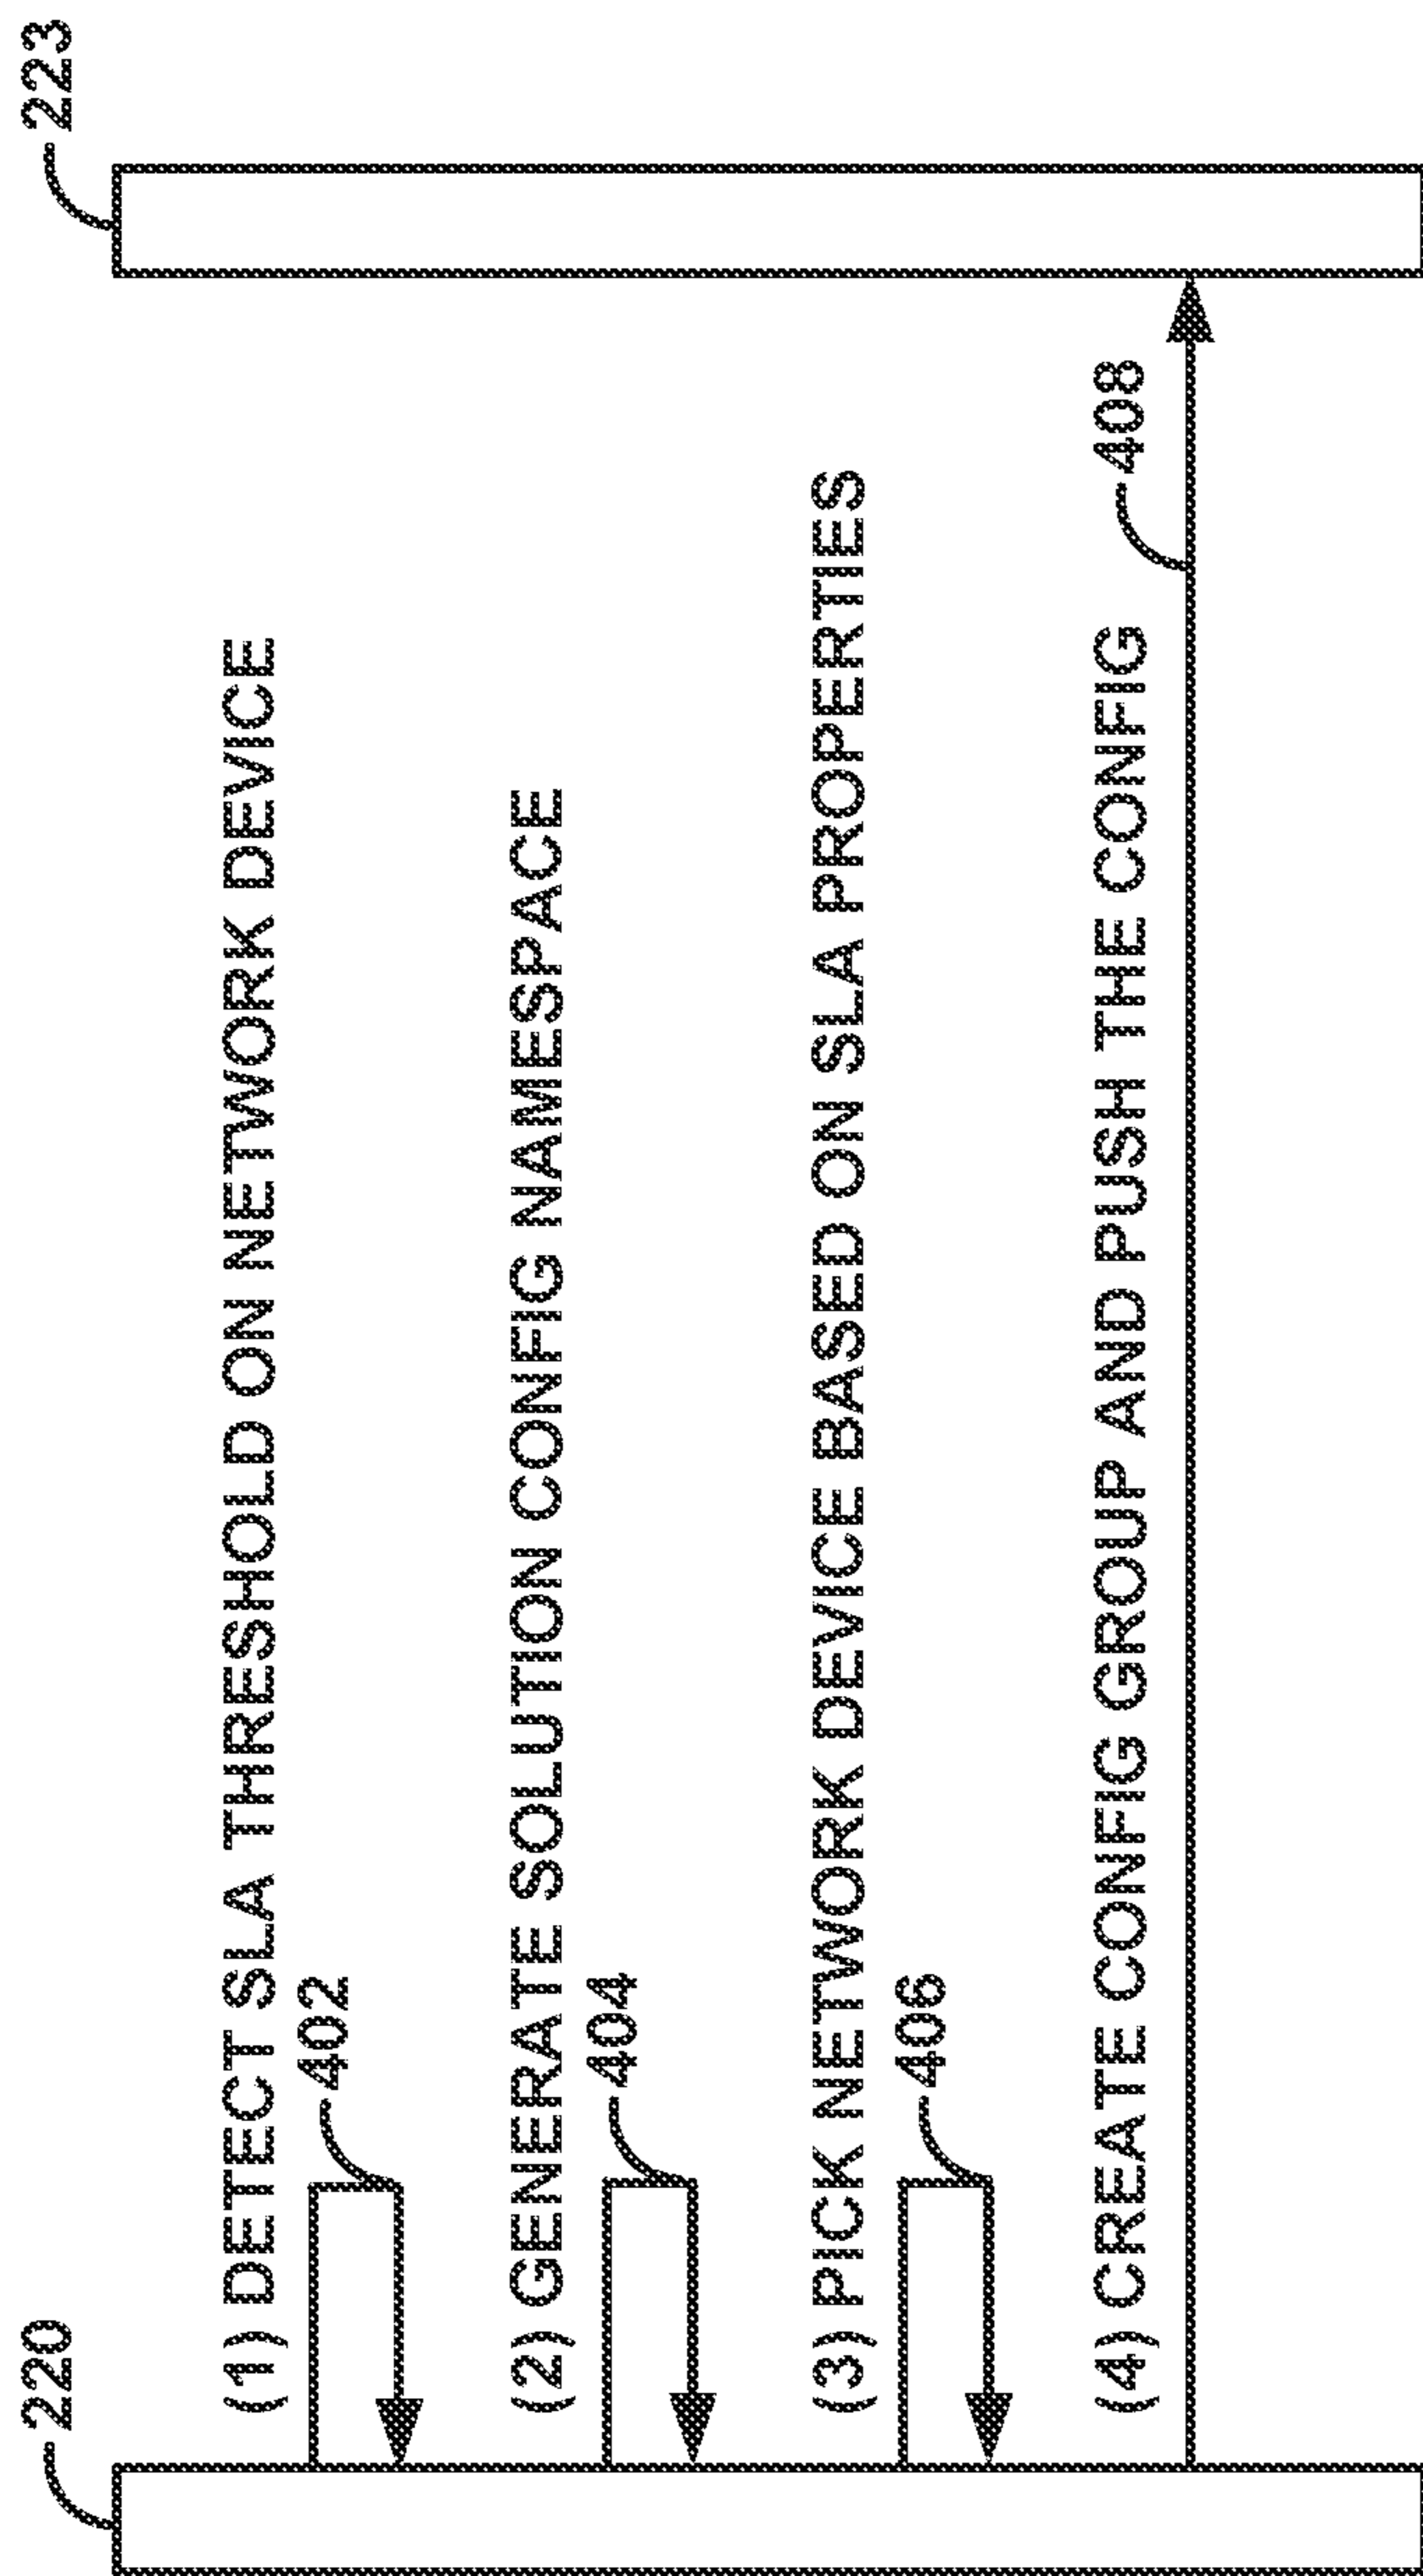 220
223
(1) DETECT SLA THRESHOLD ON NETWORK DEVICE
402
(2) GENERATE SOLUTION CONFIG NAMESPACE
404
(3) PICK NETWORK DEVICE BASED ON SLA PROPERTIES
406
(4) CREATE CONFIG GROUP AND PUSH THE CONFIG
408